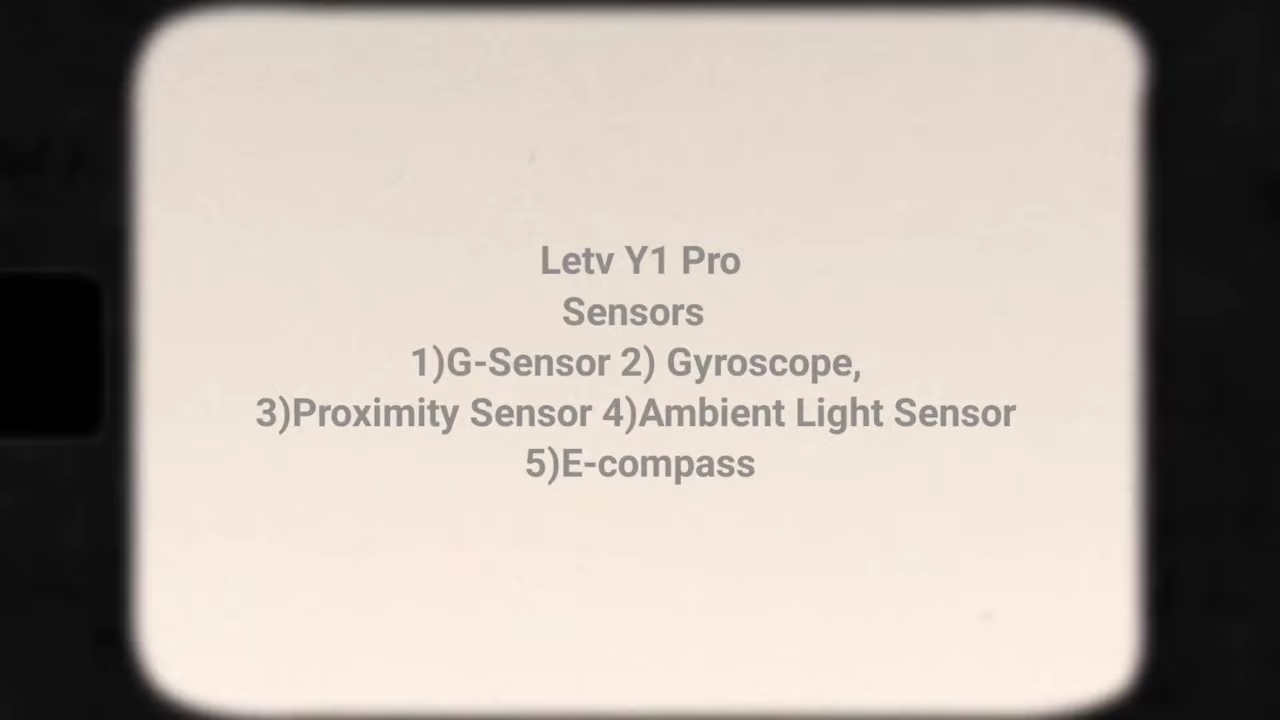 Letv Y1 Pro
Sensors
1)G-Sensor 2) Gyroscope,
3)Proximity Sensor 4)Ambient Light Sensor
5)E-compass